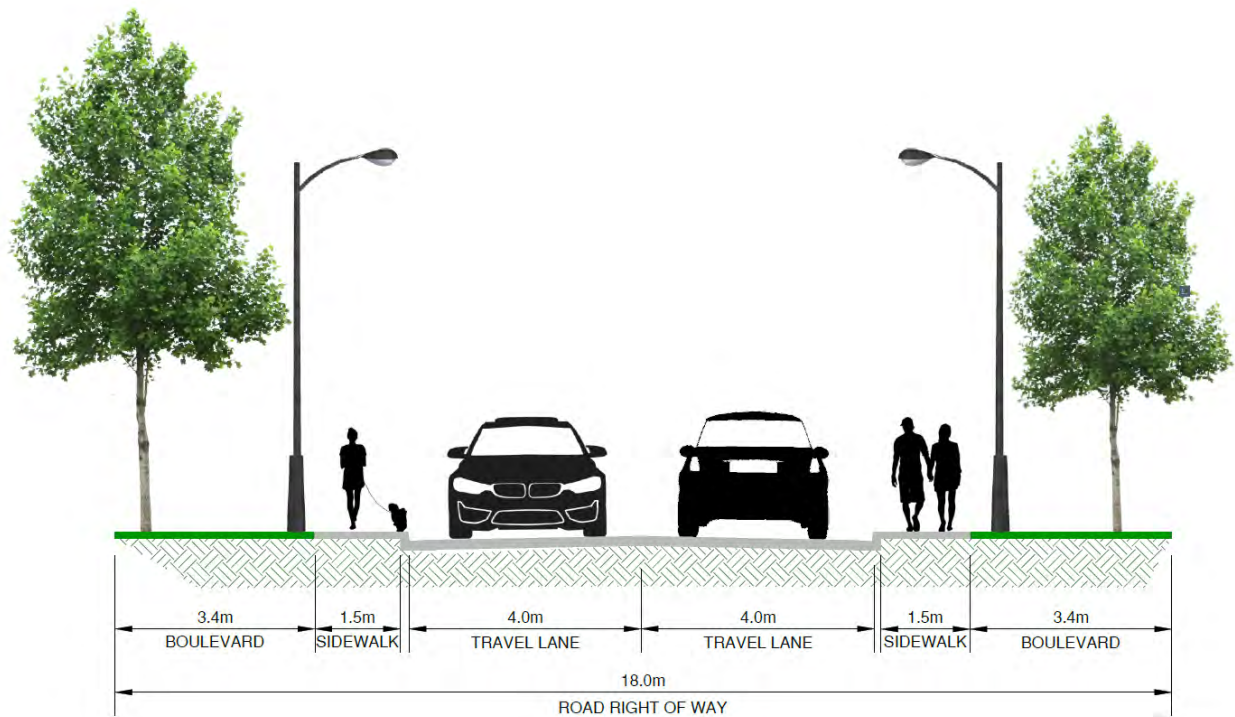 3.4m
BOULEVARD
1.5m
SIDEWALK
4.0m
TRAVEL LANE
4.0m
TRAVEL LANE
1.5m
SIDEWALK
3.4m
BOULEVARD
18.0m
ROAD RIGHT OF WAY